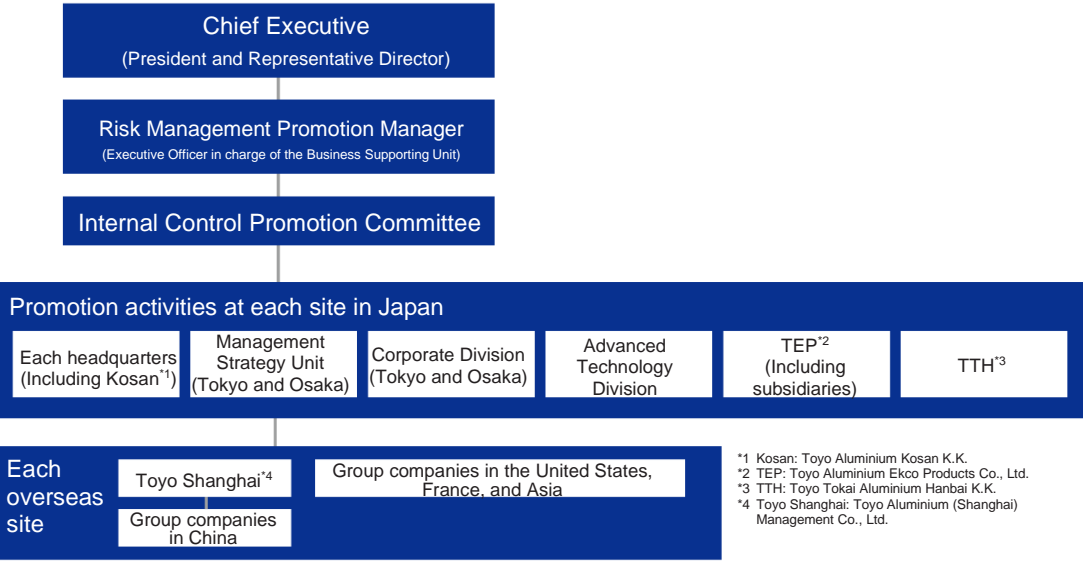 Chief Executive
(President and Representative Director)
Risk Management Promotion Manager
(Executive Officer in charge of the Business Supporting Unit)
Internal Control Promotion Committee
Promotion activities at each site in Japan
Each headquarters
(Including Kosan*1)
Management
Strategy Unit
(Tokyo and Osaka)
Corporate Division
(Tokyo and Osaka)
Advanced
Technology
Division
TEP*2
(Including
subsidiaries)
TTH*3
Each
overseas
site
Toyo Shanghai*4
Group companies
in China
Group companies in the United States,
France, and Asia
*1 Kosan: Toyo Aluminium Kosan K.K.
*2 TEP: Toyo Aluminium Ekco Products Co., Ltd.
*3 TTH: Toyo Tokai Aluminium Hanbai K.K.
*4 Toyo Shanghai: Toyo Aluminium (Shanghai)
Management Co., Ltd.